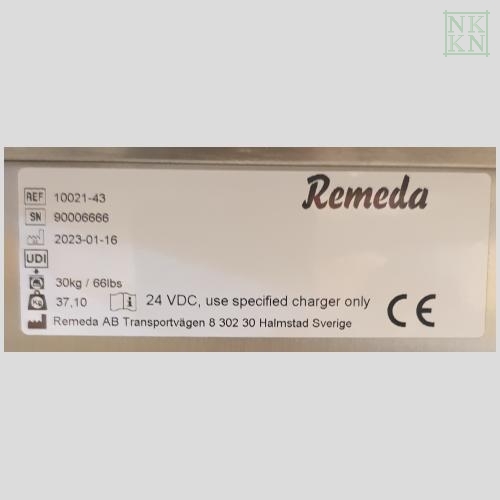 NK
KN
Remeda
REF 10021-43
SN 90006666
2023-01-16
UDI
30kg / 66lbs
Kg 37,10 i 24 VDC, use specified charger only
Remeda AB Transportvägen 8 302 30 Halmstad Sverige
CE